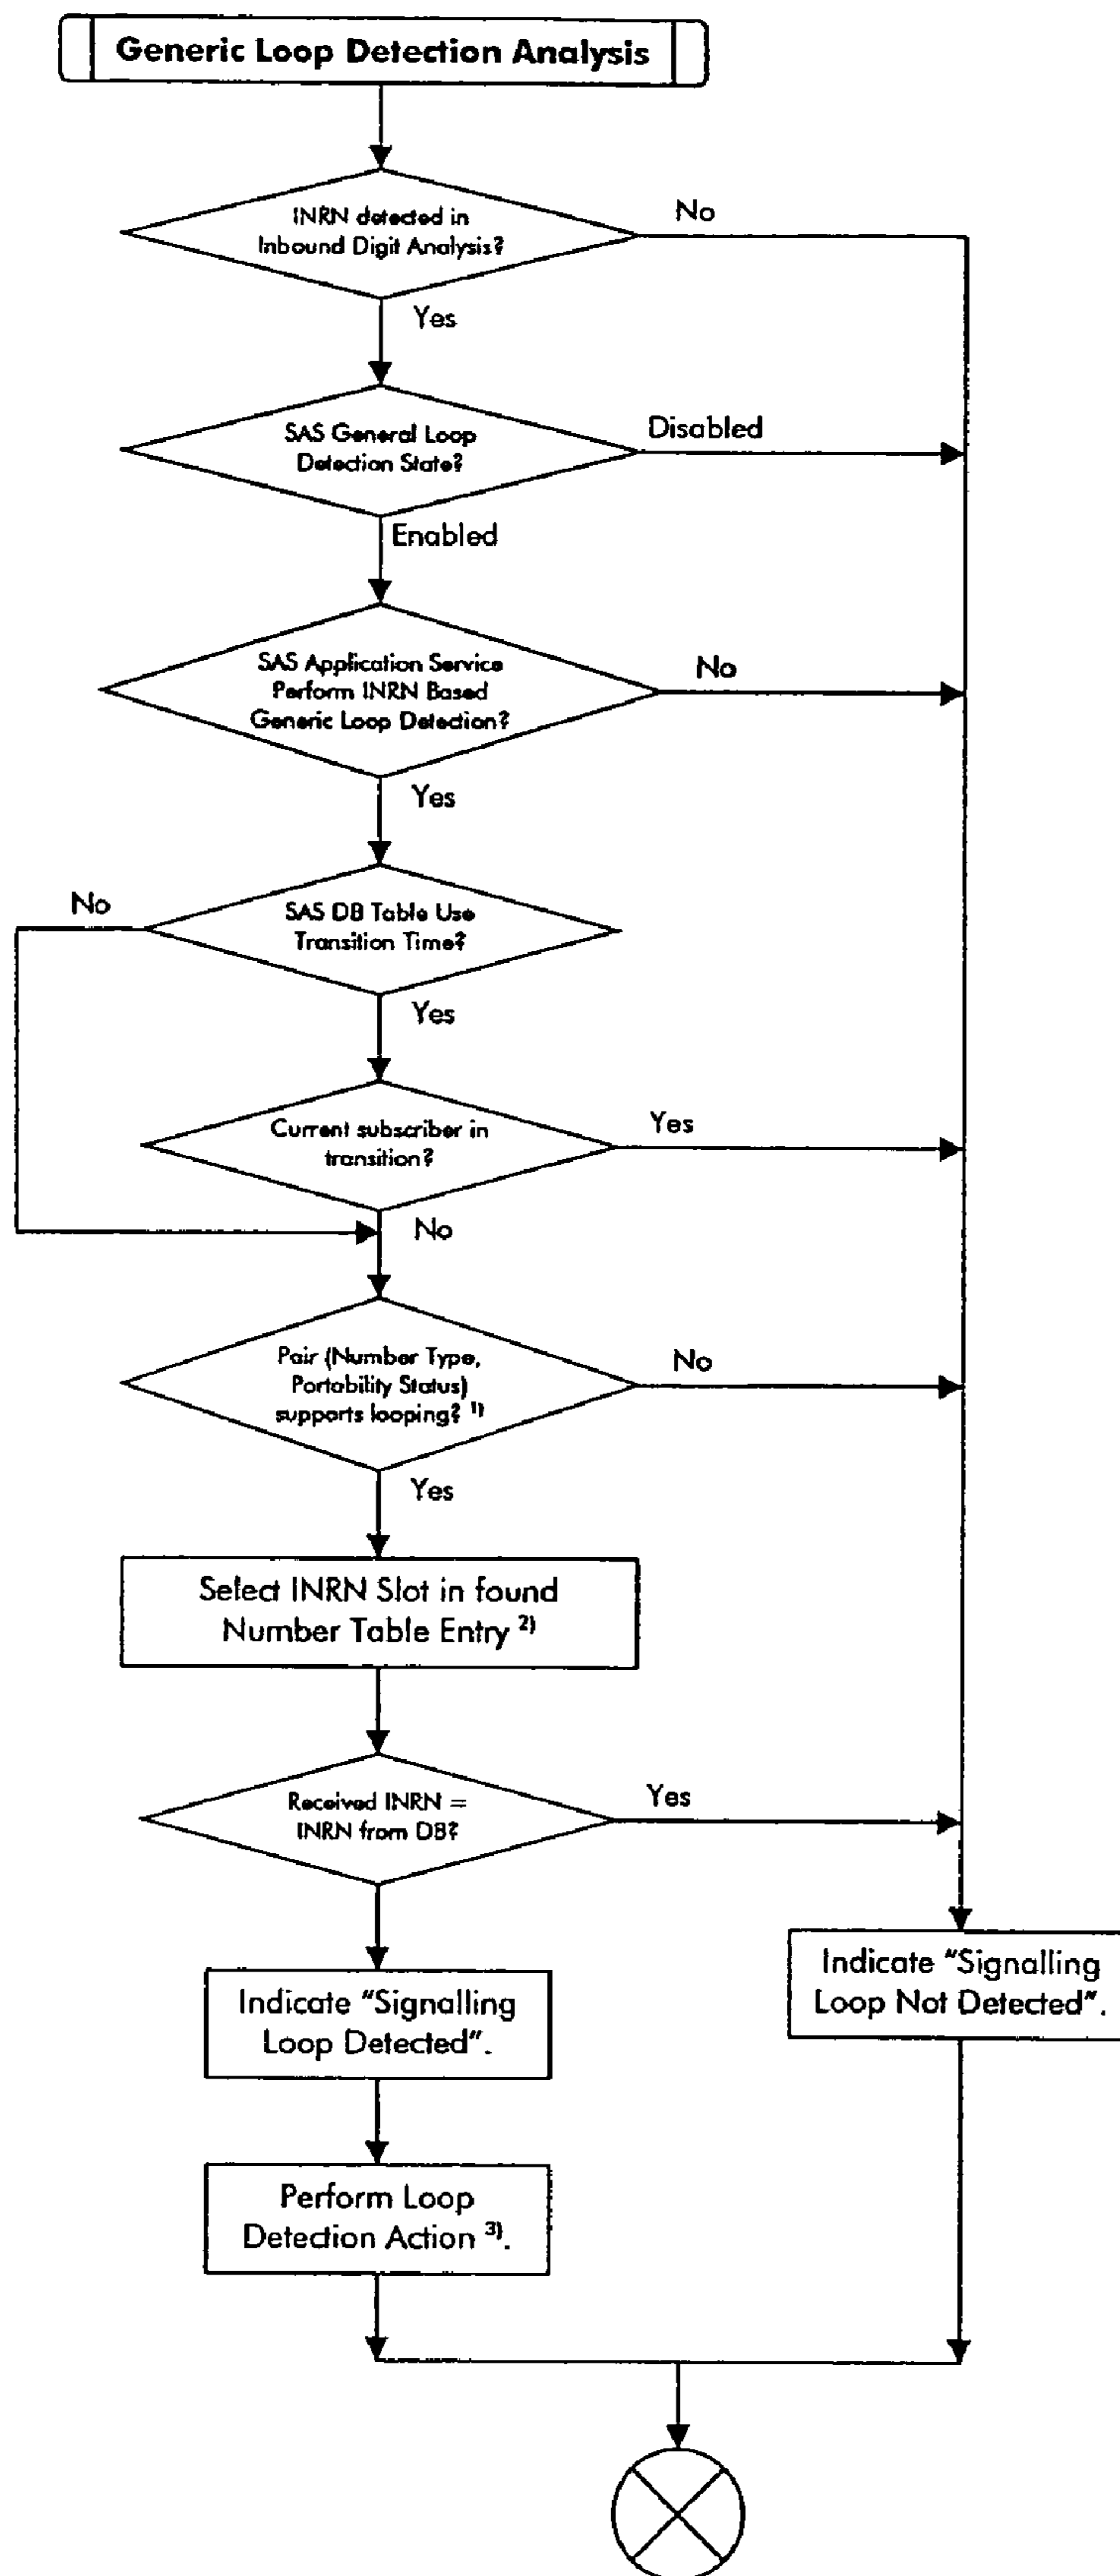 Generic Loop Detection Analysis
INRN detected in
Inbound Digit Analysis?
No
Yes
SAS General Loop
Detection State?
Disabled
Enabled
SAS Application Service
Perform INRN Based
Generic Loop Detection?
No
Yes
SAS DB Table Use
Transition Time?
No
Yes
Current subscriber in
transition?
Yes
No
Pair (Number Type,
Portability Status)
supports looping? 1)
No
Yes
Select INRN Slot in found
Number Table Entry 2)
Received INRN =
INRN from DB?
Yes
Indicate "Signalling
Loop Detected".
Indicate "Signalling
Loop Not Detected".
Perform Loop
Detection Action 3).